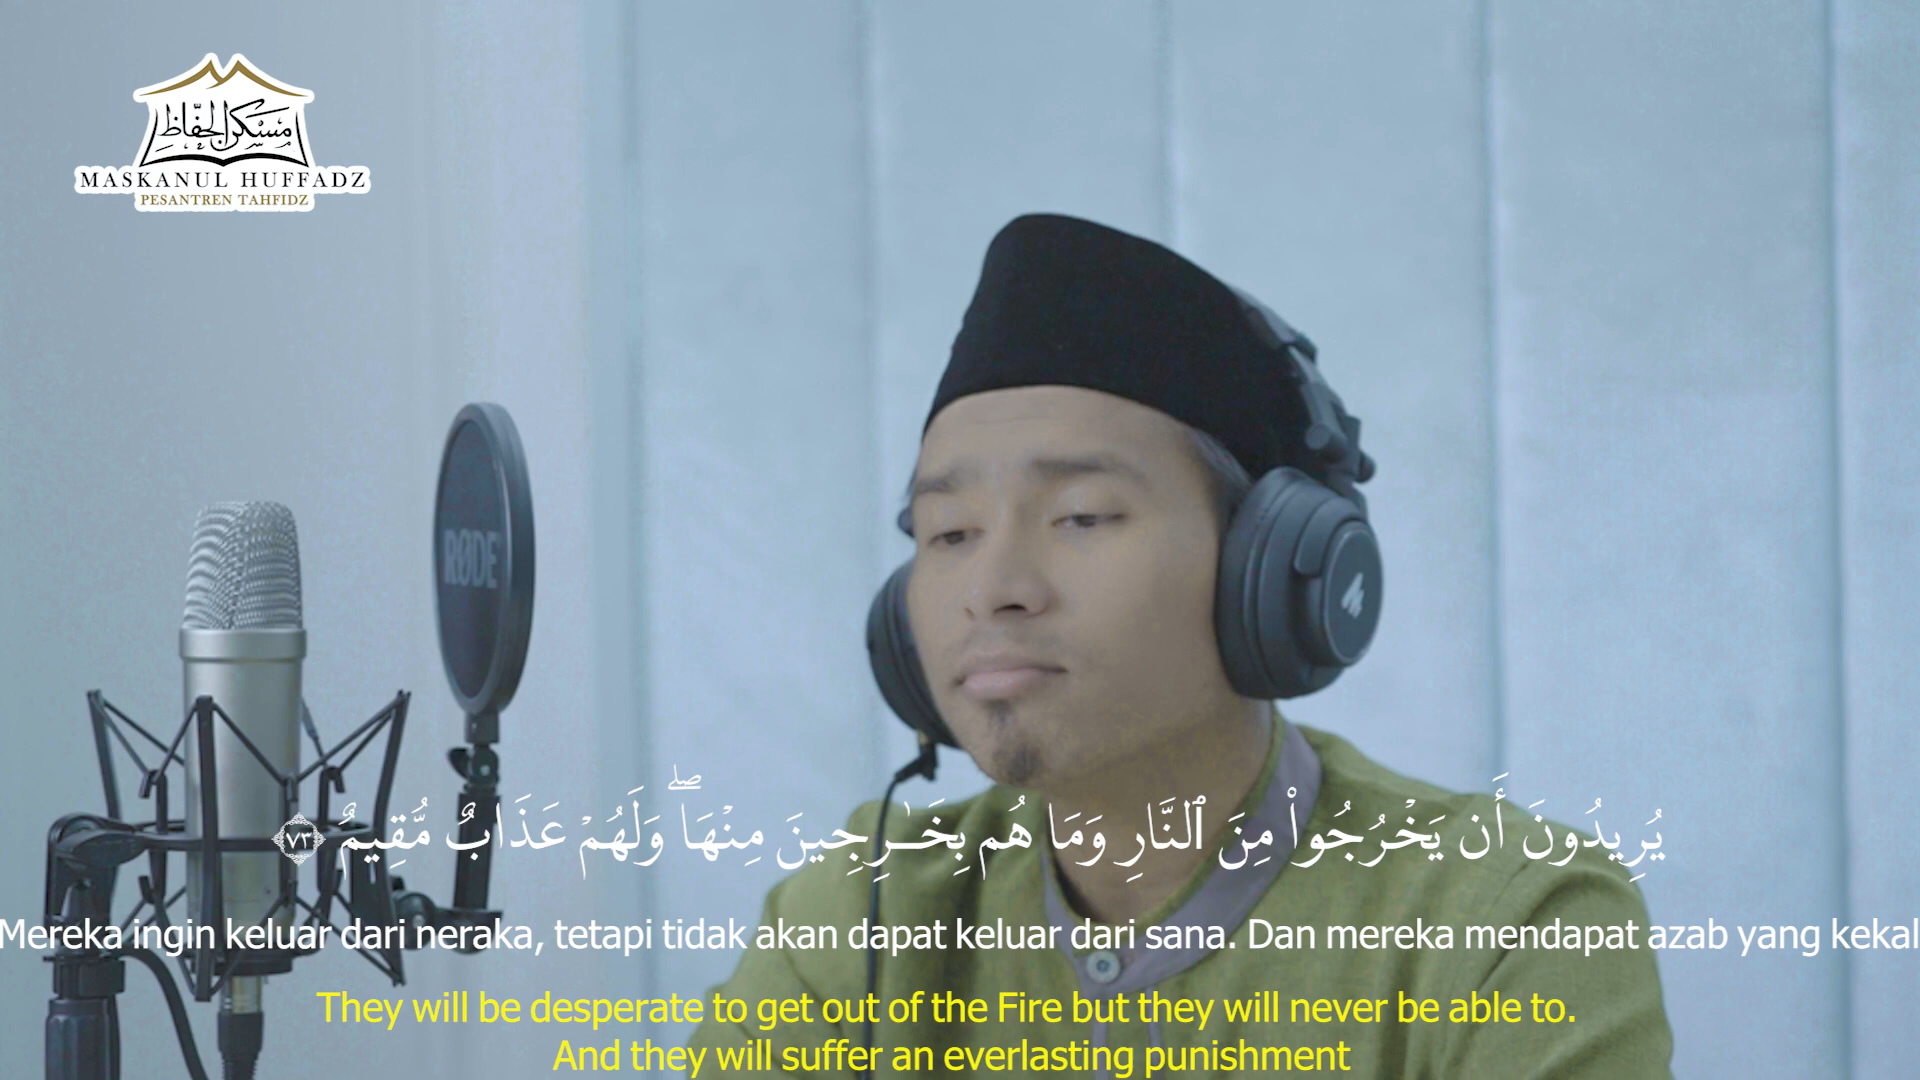 مسكن الحفاظ
MASKANUL HUFFADZ
PESANTREN TAHFIDZ
RØDE
يُرِيدُونَ أَن يَخْرُجُوا۟ مِنَ ٱلنَّارِ وَمَا هُم بِخَـٰرِجِينَ مِنْهَا ۖ وَلَهُمْ عَذَابٌ مُّقِيمٌ ٧٣
Mereka ingin keluar dari neraka, tetapi tidak akan dapat keluar dari sana. Dan mereka mendapat azab yang kekal
They will be desperate to get out of the Fire but they will never be able to.
And they will suffer an everlasting punishment